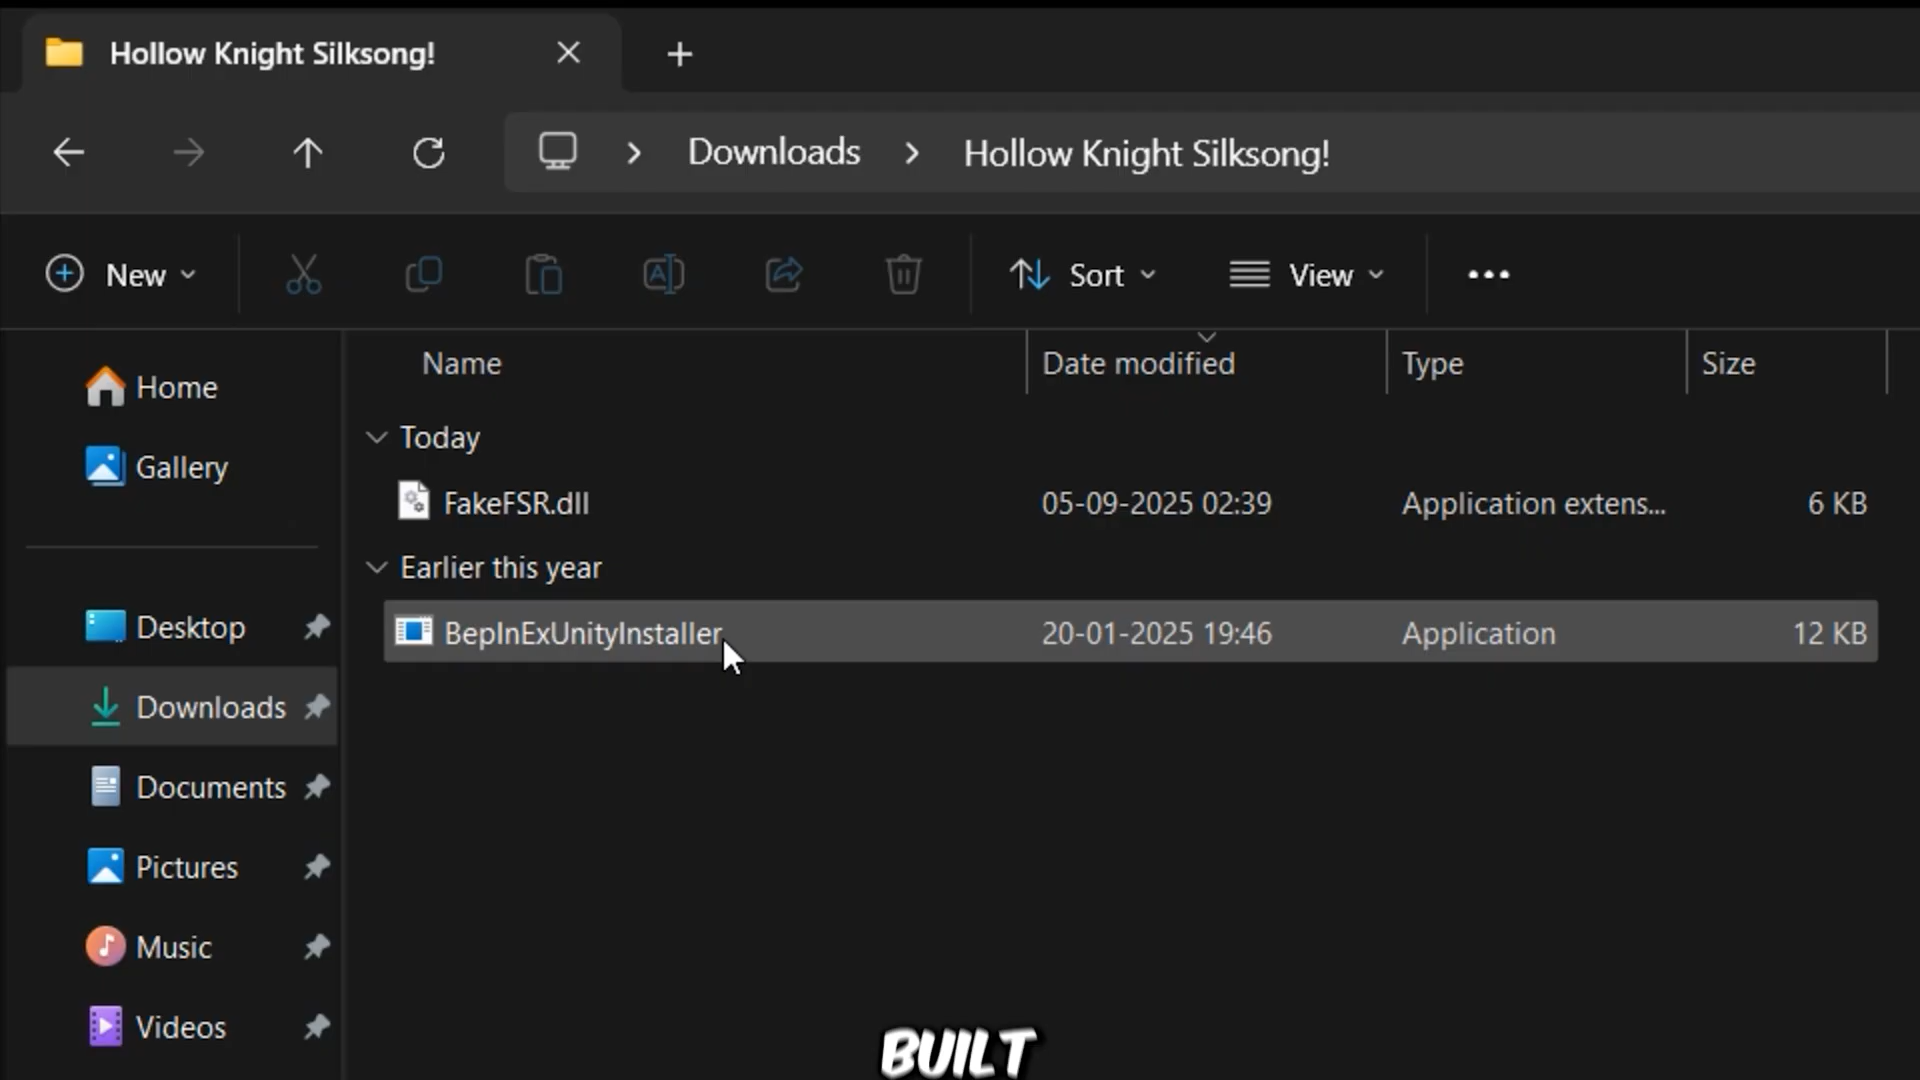 Hollow Knight Silksong!
Downloads > Hollow Knight Silksong!
New
Sort
View
Name Date modified Type Size
Home
Gallery
Today
FakeFSR.dll 05-09-2025 02:39 Application extens... 6 KB
Earlier this year
BepInExUnityInstaller 20-01-2025 19:46 Application 12 KB
Desktop
Downloads
Documents
Pictures
Music
Videos
BUILT